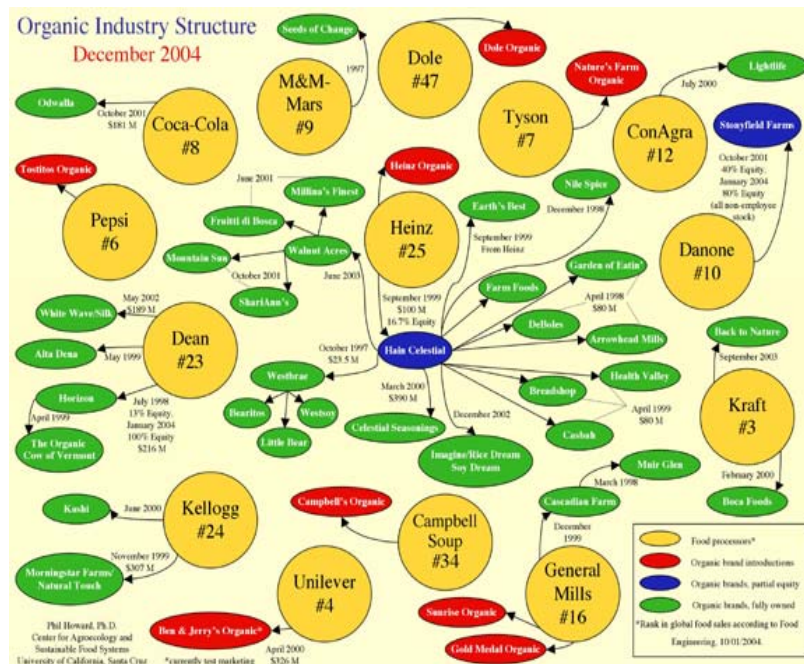 Organic Industry Structure
December 2004
Seeds of Change
1997
M&M-
Mars
#9
Dole
#47
Dole Organic
Tyson
#7
Nature's Farm
Organic
Lightlife
July 2000
ConAgra
#12
Stonyfield Farms
October 2001
40% Equity,
January 2004
80% Equity
(all non-employee
stock)
Danone
#10
Odwalla
October 2001
$181 M
Coca-Cola
#8
Tostitos Organic
Pepsi
#6
June 2001
Millina's Finest
Fruitti di Bosca
Mountain Sun
Walnut Acres
October 2001
ShariAnn's
June 2003
Heinz Organic
Heinz
#25
September 1999
$100 M
16.7% Equity
Earth's Best
September 1999
From Heinz
Nile Spice
December 1998
Farm Foods
Garden of Eatin'
April 1998
$80 M
DeBoles
Arrowhead Mills
May 2002
$189 M
White Wave/Silk
Dean
#23
Alta Dena
May 1999
Horizon
July 1998
13% Equity,
January 2004
100% Equity
$216 M
April 1999
The Organic
Cow of Vermont
October 1997
$23.5 M
Hain Celestial
Westbrae
Bearitos
Westsoy
Little Bear
March 2000
$390 M
Celestial Seasonings
December 2002
Imagine/Rice Dream
Soy Dream
Breadshop
Health Valley
April 1999
$80 M
Casbah
Back to Nature
September 2003
Kraft
#3
February 2000
Boca Foods
Kashi
June 2000
Kellogg
#24
November 1999
$307 M
Morningstar Farms/
Natural Touch
Campbell's Organic
Campbell
Soup
#34
Muir Glen
March 1998
Cascadian Farm
December
1999
General
Mills
#16
Sunrise Organic
Gold Medal Organic
Unilever
#4
Ben & Jerry's Organic*
April 2000
$326 M
*currently test marketing
Phil Howard, Ph.D.
Center for Agroecology and
Sustainable Food Systems
University of California, Santa Cruz
Food processors*
Organic brand introductions
Organic brands, partial equity
Organic brands, fully owned
*Rank in global food sales according to Food
Engineering, 10/01/2004.